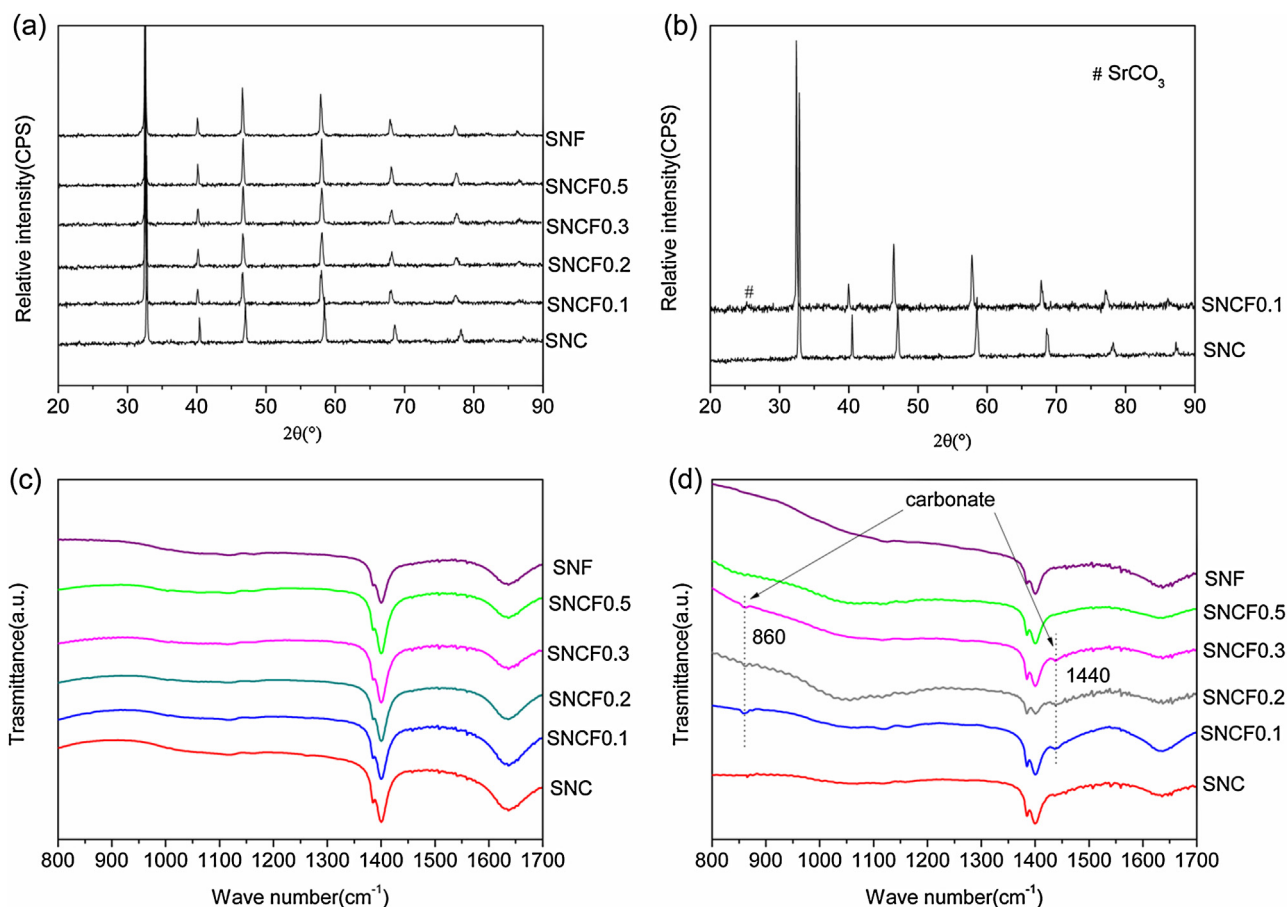 (a)
Relative intensity(CPS)
SNF
SNCF0.5
SNCF0.3
SNCF0.2
SNCF0.1
SNC
20 30 40 50 60 70 80 90
2θ(°)
(b)
Relative intensity(CPS)
# SrCO3
#
SNCF0.1
SNC
20 30 40 50 60 70 80 90
2θ(°)
(c)
Trasmittance(a.u.)
SNF
SNCF0.5
SNCF0.3
SNCF0.2
SNCF0.1
SNC
800 900 1000 1100 1200 1300 1400 1500 1600 1700
Wave number(cm-1)
(d)
Trasmittance(a.u.)
carbonate
860
1440
SNF
SNCF0.5
SNCF0.3
SNCF0.2
SNCF0.1
SNC
800 900 1000 1100 1200 1300 1400 1500 1600 1700
Wave number(cm-1)